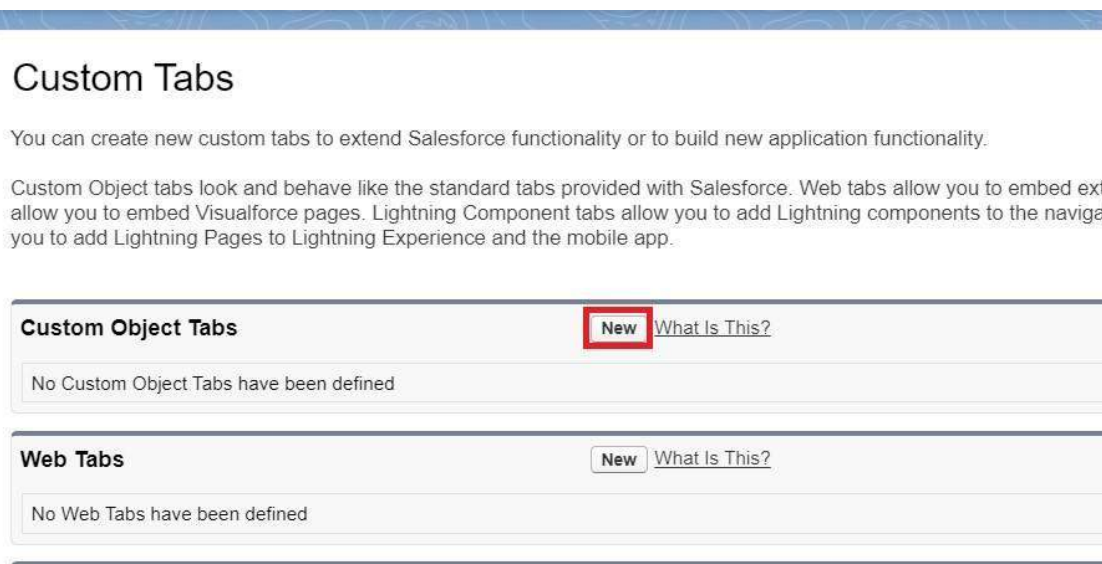 Custom Tabs
You can create new custom tabs to extend Salesforce functionality or to build new application functionality.
Custom Object tabs look and behave like the standard tabs provided with Salesforce. Web tabs allow you to embed
allow you to embed Visualforce pages. Lightning Component tabs allow you to add Lightning components to the
you to add Lightning Pages to Lightning Experience and the mobile app.
Custom Object Tabs New What Is This?
No Custom Object Tabs have been defined
Web Tabs New What Is This?
No Web Tabs have been defined